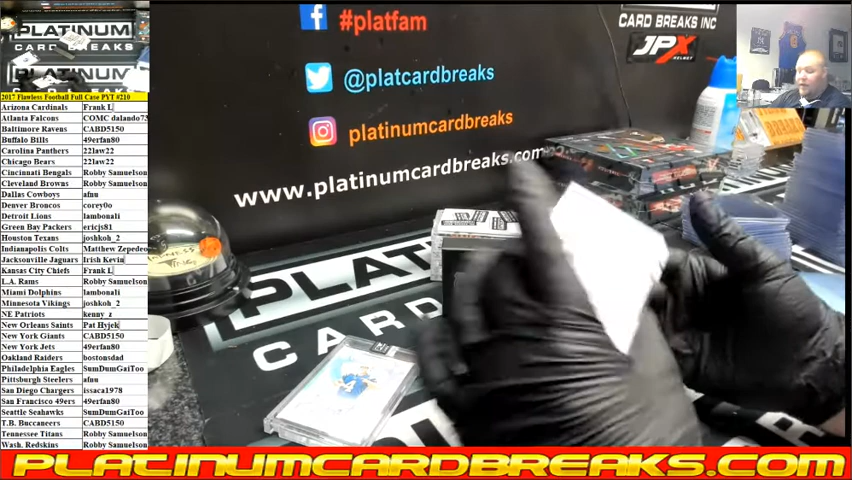 PLATINUM
CARD BREAKS
#platfam
@platcardbreaks
platinumcardbreaks
www.platinumcardbreaks.com
CARD BREAKS INC
JPX
HELMET
2017 Flawless Football Full Case PYT #210
Arizona Cardinals Frank L
Atlanta Falcons COMC dalando73
Baltimore Ravens CABD5150
Buffalo Bills 49erfan80
Carolina Panthers 22law22
Chicago Bears 22law22
Cincinnati Bengals Robby Samuelson
Cleveland Browns Robby Samuelson
Dallas Cowboys afnu
Denver Broncos corey0o
Detroit Lions lambonali
Green Bay Packers ericjs81
Houston Texans joshkoh_2
Indianapolis Colts Matthew Zepedeo
Jacksonville Jaguars Irish Kevin
Kansas City Chiefs Frank L
L.A. Rams Robby Samuelson
Miami Dolphins lambonali
Minnesota Vikings joshkoh_2
NE Patriots kenny_z
New Orleans Saints Pat Hyjek
New York Giants CABD5150
New York Jets 49erfan80
Oakland Raiders bostonsdad
Philadelphia Eagles SumDumGaiToo
Pittsburgh Steelers afnu
San Diego Chargers issaca1978
San Francisco 49ers 49erfan80
Seattle Seahawks SumDumGaiToo
T.B. Buccaneers CABD5150
Tennessee Titans Robby Samuelson
Wash. Redskins Robby Samuelson
PLAT
CARD
PLATINUMCARDBREAKS.COM